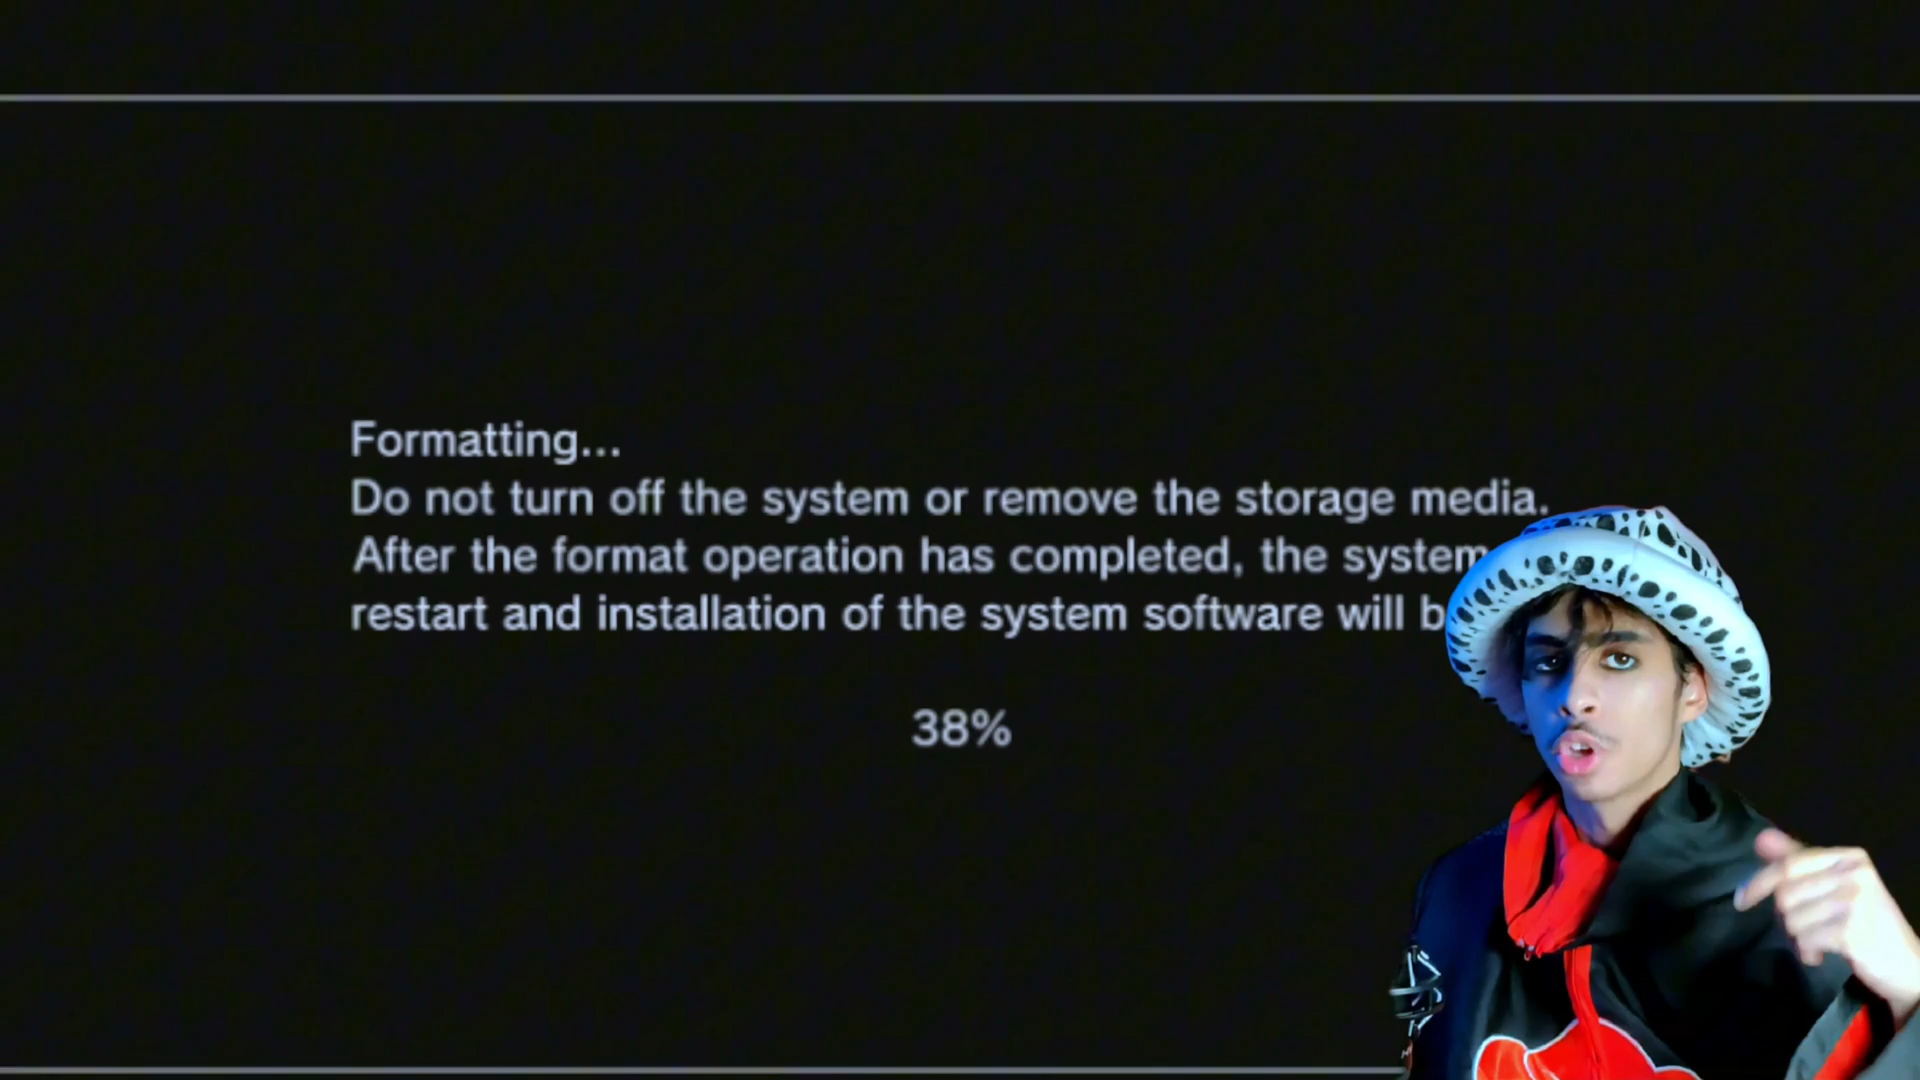 Formatting...
Do not turn off the system or remove the storage media.
After the format operation has completed, the system
restart and installation of the system software will
38%